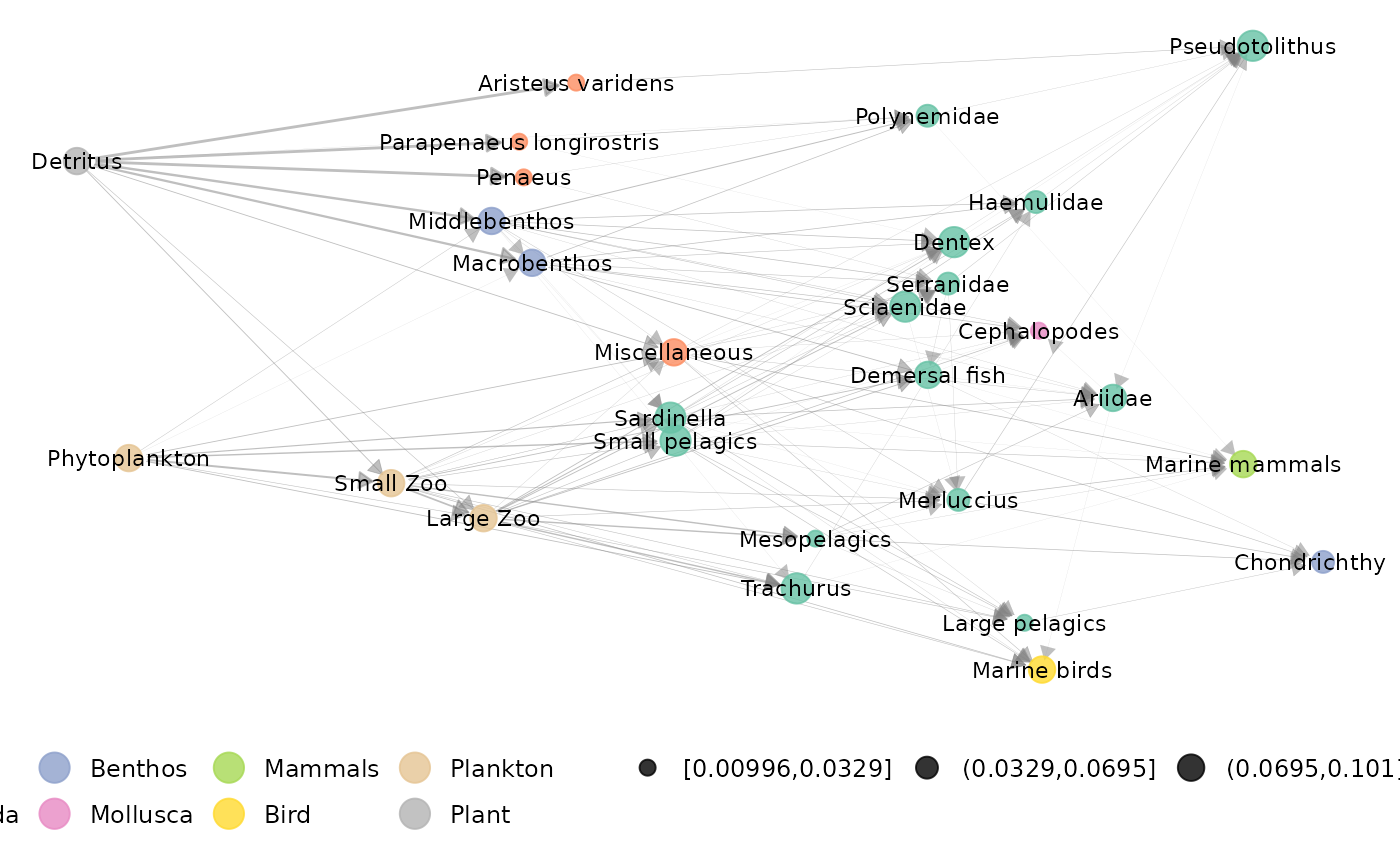 Pseudotolithus
Aristeus varidens
Polynemidae
Parapenaeus longirostris
Detritus
Penaeus
Haemulidae
Middlebenthos
Dentex
Macrobenthos
Serranidae
Sciaenidae
Cephalopodes
Miscellaneous
Demersal fish
Ariidae
Sardinella
Small pelagics
Phytoplankton
Marine mammals
Small Zoo
Merluccius
Large Zoo
Mesopelagics
Chondrichthy
Trachurus
Large pelagics
Marine birds
Benthos Mammals Plankton [0.00996,0.0329] (0.0329,0.0695] (0.0695,0.101]
da Mollusca Bird Plant